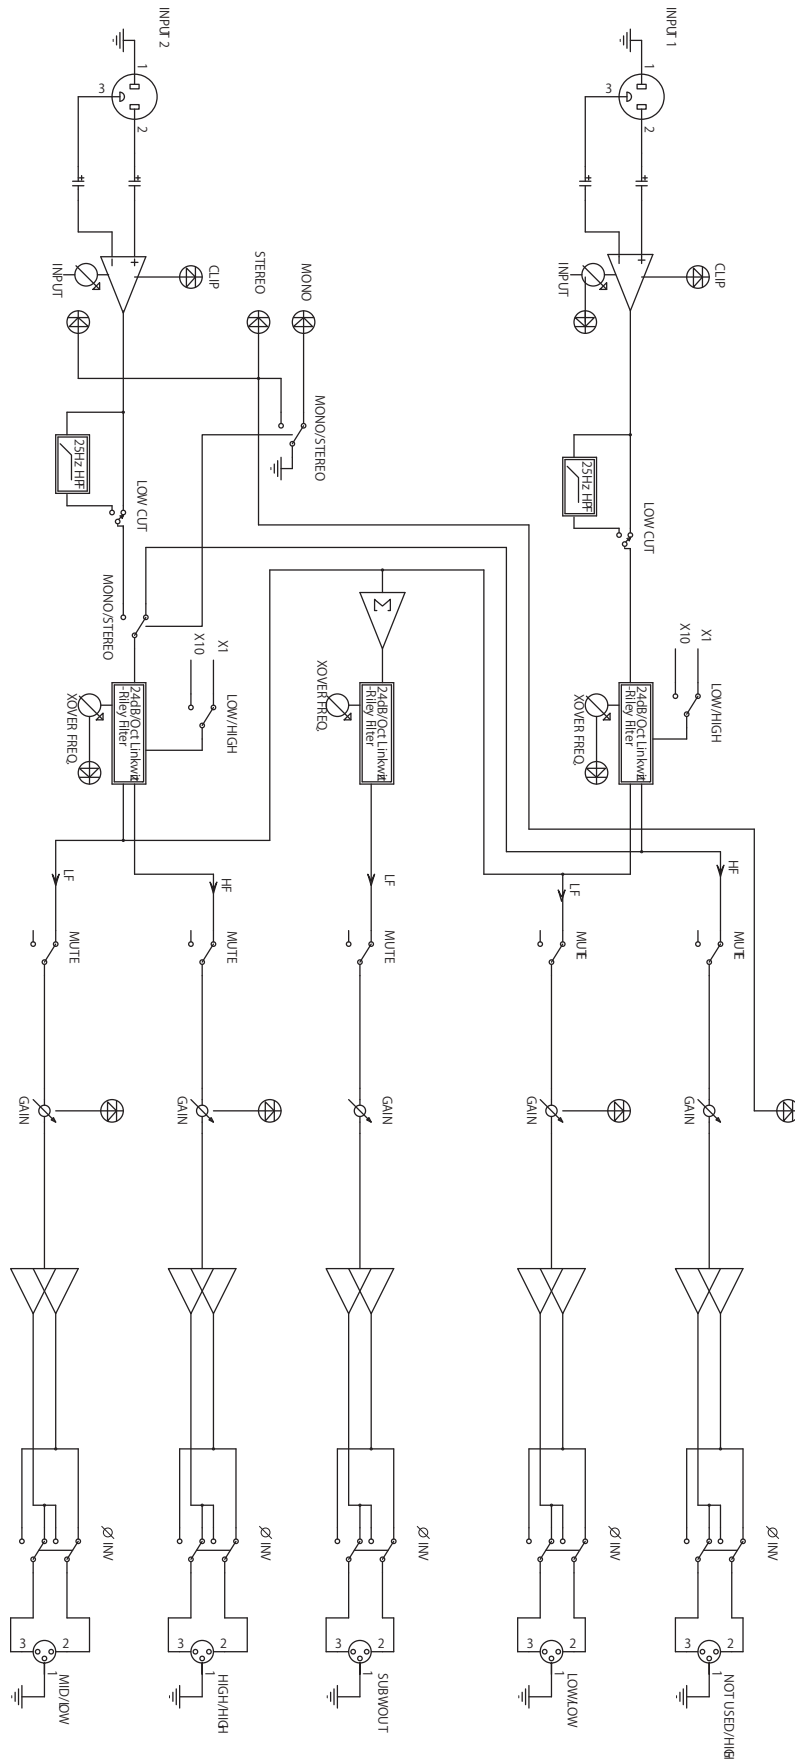 INPUT 1
1
2
3
CLIP
INPUT
LOW CUT
25Hz HPF
X1
X10
LOW/HIGH
24dB/Oct Linkwitz
-Riley Filter
XOVER FREQ.
HF
MUTE
GAIN
Ø INV
2
3
1
NOT USED/HIGH
LF
MUTE
GAIN
Ø INV
2
3
1
LOW/LOW
24dB/Oct Linkwitz
-Riley Filter
XOVER FREQ.
Σ
LF
MUTE
GAIN
Ø INV
2
3
1
SUBWOUT
MONO
STEREO
MONO/STEREO
INPUT 2
1
2
3
CLIP
INPUT
LOW CUT
25Hz HPF
MONO/STEREO
X1
X10
LOW/HIGH
24dB/Oct Linkwitz
-Riley Filter
XOVER FREQ.
HF
MUTE
GAIN
Ø INV
2
3
1
HIGH/HIGH
LF
MUTE
GAIN
Ø INV
2
3
1
MID/LOW